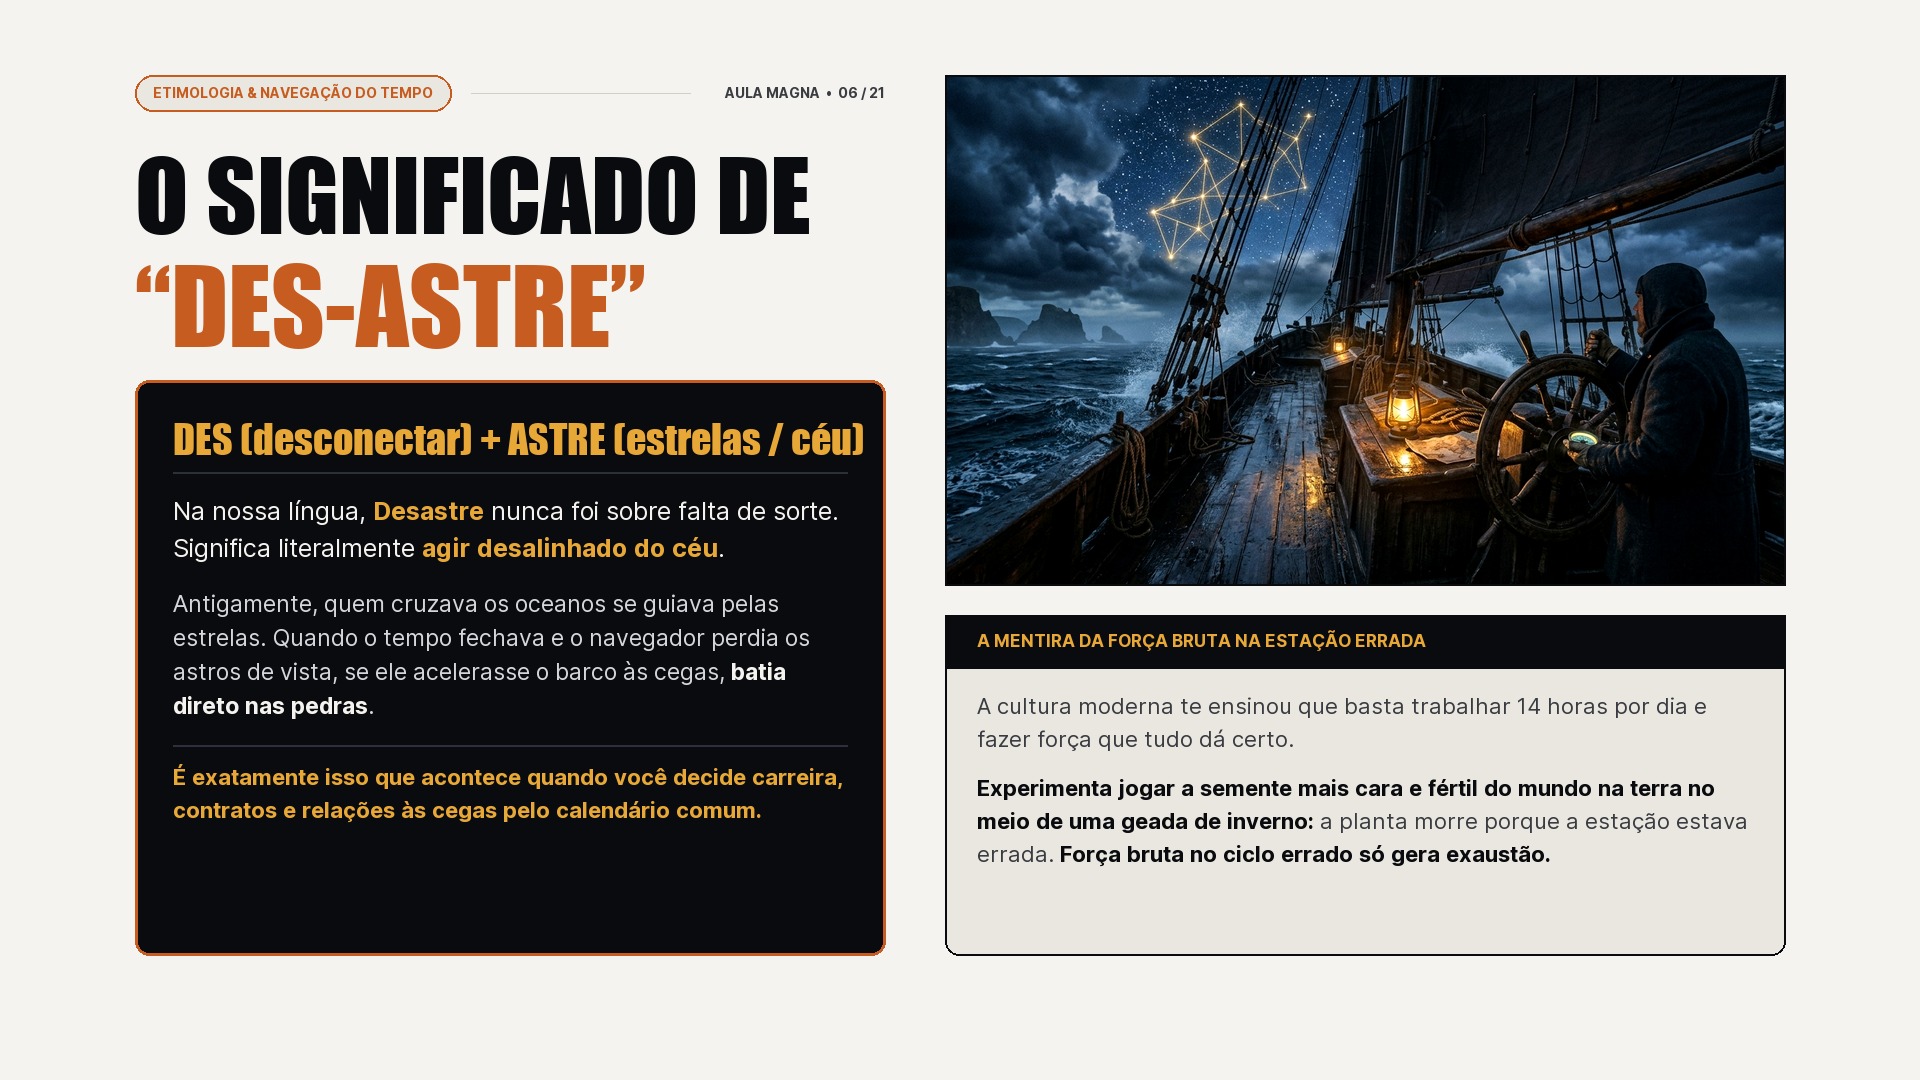 ETIMOLOGIA & NAVEGAÇÃO DO TEMPO
AULA MAGNA • 06 / 21
O SIGNIFICADO DE
“DES-ASTRE”
DES (desconectar) + ASTRE (estrelas / céu)
Na nossa língua, Desastre nunca foi sobre falta de sorte.
Significa literalmente agir desalinhado do céu.
Antigamente, quem cruzava os oceanos se guiava pelas
estrelas. Quando o tempo fechava e o navegador perdia os
astros de vista, se ele acelerasse o barco às cegas, batia
direto nas pedras.
É exatamente isso que acontece quando você decide carreira,
contratos e relações às cegas pelo calendário comum.
A MENTIRA DA FORÇA BRUTA NA ESTAÇÃO ERRADA
A cultura moderna te ensinou que basta trabalhar 14 horas por dia e
fazer força que tudo dá certo.
Experimenta jogar a semente mais cara e fértil do mundo na terra no
meio de uma geada de inverno: a planta morre porque a estação estava
errada. Força bruta no ciclo errado só gera exaustão.